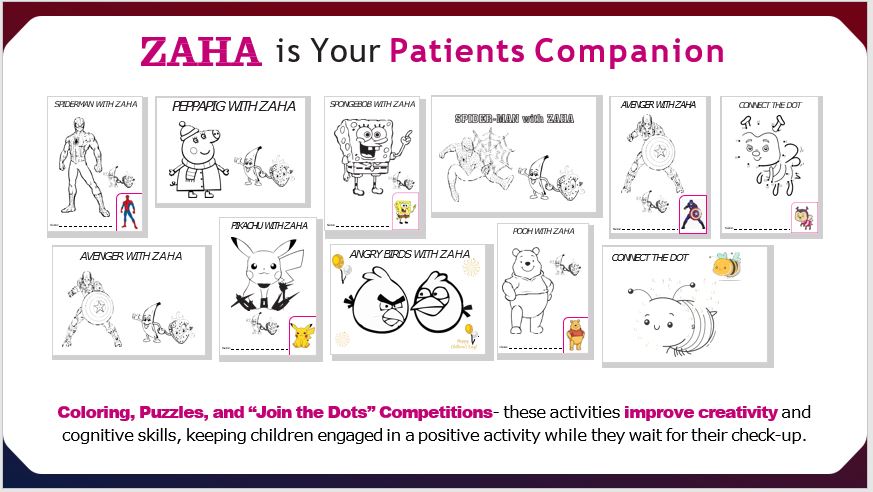 ZAHA is Your Patients Companion
SPIDERMAN WITH ZAHA
PEPPAPIG WITH ZAHA
SPONGEBOB WITH ZAHA
SPIDER-MAN with ZAHA
AVENGER WITH ZAHA
CONNECT THE DOT
AVENGER WITH ZAHA
PIKACHU WITH ZAHA
ANGRY BIRDS WITH ZAHA
POOH WITH ZAHA
CONNECT THE DOT
Coloring, Puzzles, and “Join the Dots” Competitions- these activities improve creativity and
cognitive skills, keeping children engaged in a positive activity while they wait for their check-up.